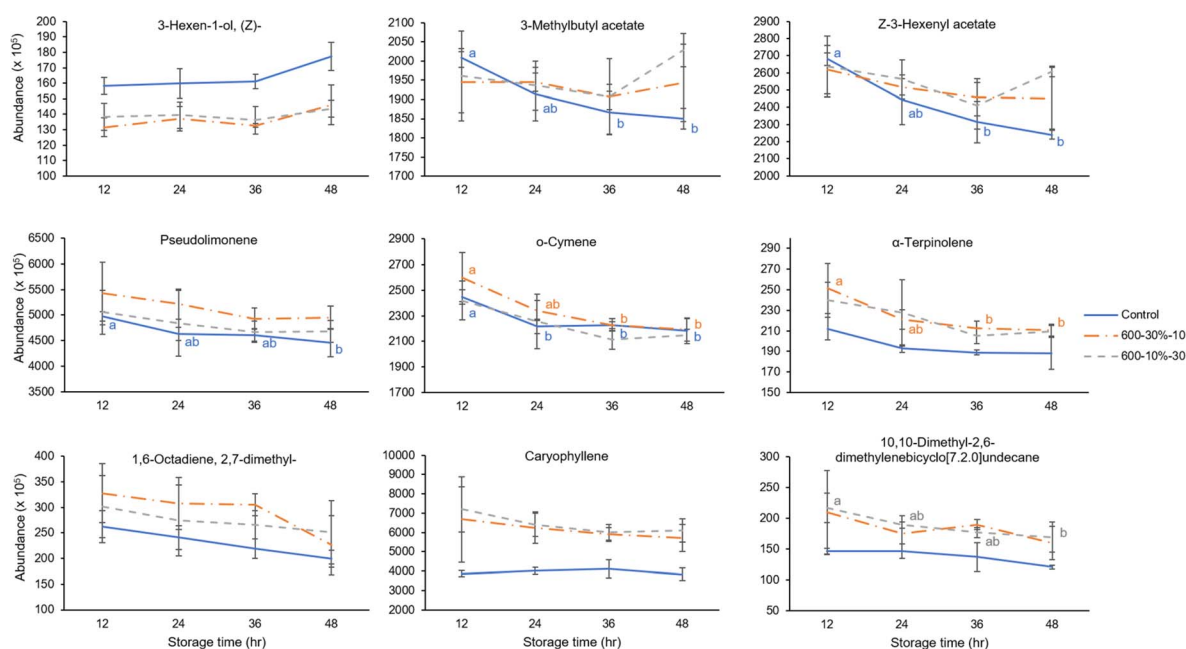 3-Hexen-1-ol, (Z)-
Abundance (x 10⁵)
200
190
180
170
160
150
140
130
120
110
100
12 24 36 48
3-Methylbutyl acetate
2100
2050
2000
1950
1900
1850
1800
1750
1700
a
ab
b
b
12 24 36 48
Z-3-Hexenyl acetate
2900
2800
2700
2600
2500
2400
2300
2200
2100
2000
a
ab
b
b
12 24 36 48
Pseudolimonene
Abundance (x 10⁵)
6500
6000
5500
5000
4500
4000
3500
a
ab
ab
b
12 24 36 48
o-Cymene
2900
2700
2500
2300
2100
1900
1700
a
ab
b
b
a
b
b
b
12 24 36 48
α-Terpinolene
290
270
250
230
210
190
170
150
a
ab
b
b
12 24 36 48
Control
600-30%-10
600-10%-30
1,6-Octadiene, 2,7-dimethyl-
Abundance (x 10⁵)
400
350
300
250
200
150
100
12 24 36 48
Storage time (hr)
Caryophyllene
10000
9000
8000
7000
6000
5000
4000
3000
2000
12 24 36 48
Storage time (hr)
10,10-Dimethyl-2,6-
dimethylenebicyclo[7.2.0]undecane
300
250
200
150
100
50
a
ab
ab
b
12 24 36 48
Storage time (hr)